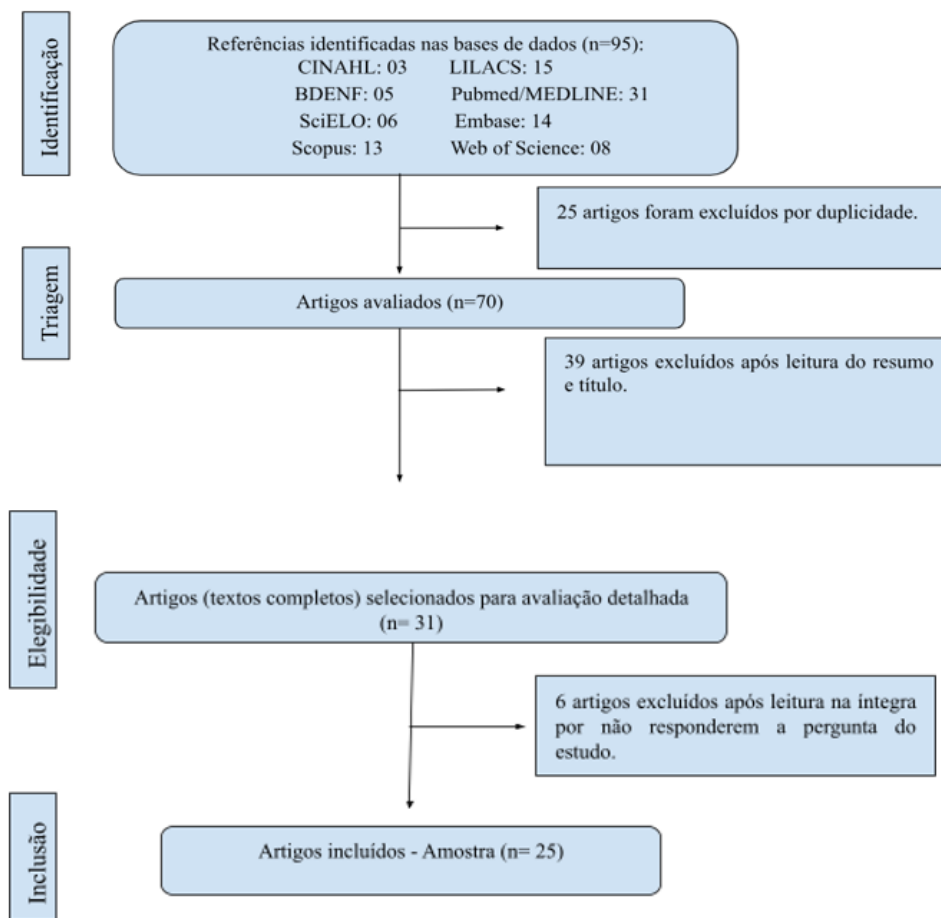 Identificação
Referências identificadas nas bases de dados (n=95):
CINAHL: 03 LILACS: 15
BDENF: 05 Pubmed/MEDLINE: 31
SciELO: 06 Embase: 14
Scopus: 13 Web of Science: 08
25 artigos foram excluídos por duplicidade.
Triagem
Artigos avaliados (n=70)
39 artigos excluídos após leitura do resumo
e título.
Elegibilidade
Artigos (textos completos) selecionados para avaliação detalhada
(n= 31)
6 artigos excluídos após leitura na íntegra
por não responderem a pergunta do
estudo.
Inclusão
Artigos incluídos - Amostra (n= 25)